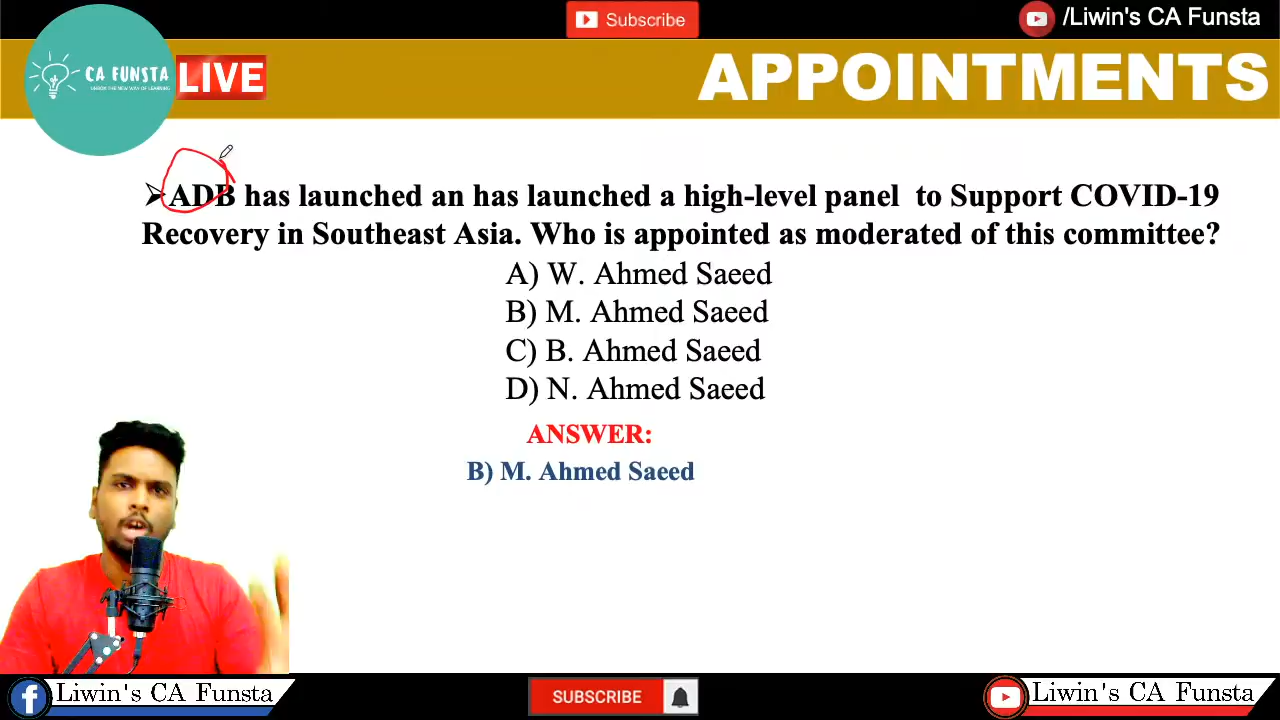 Subscribe
/Liwin's CA Funsta
CA FUNSTA
LIVE
APPOINTMENTS
➢ADB has launched an has launched a high-level panel to Support COVID-19
Recovery in Southeast Asia. Who is appointed as moderated of this committee?
A) W. Ahmed Saeed
B) M. Ahmed Saeed
C) B. Ahmed Saeed
D) N. Ahmed Saeed
ANSWER:
B) M. Ahmed Saeed
Liwin's CA Funsta
SUBSCRIBE
Liwin's CA Funsta